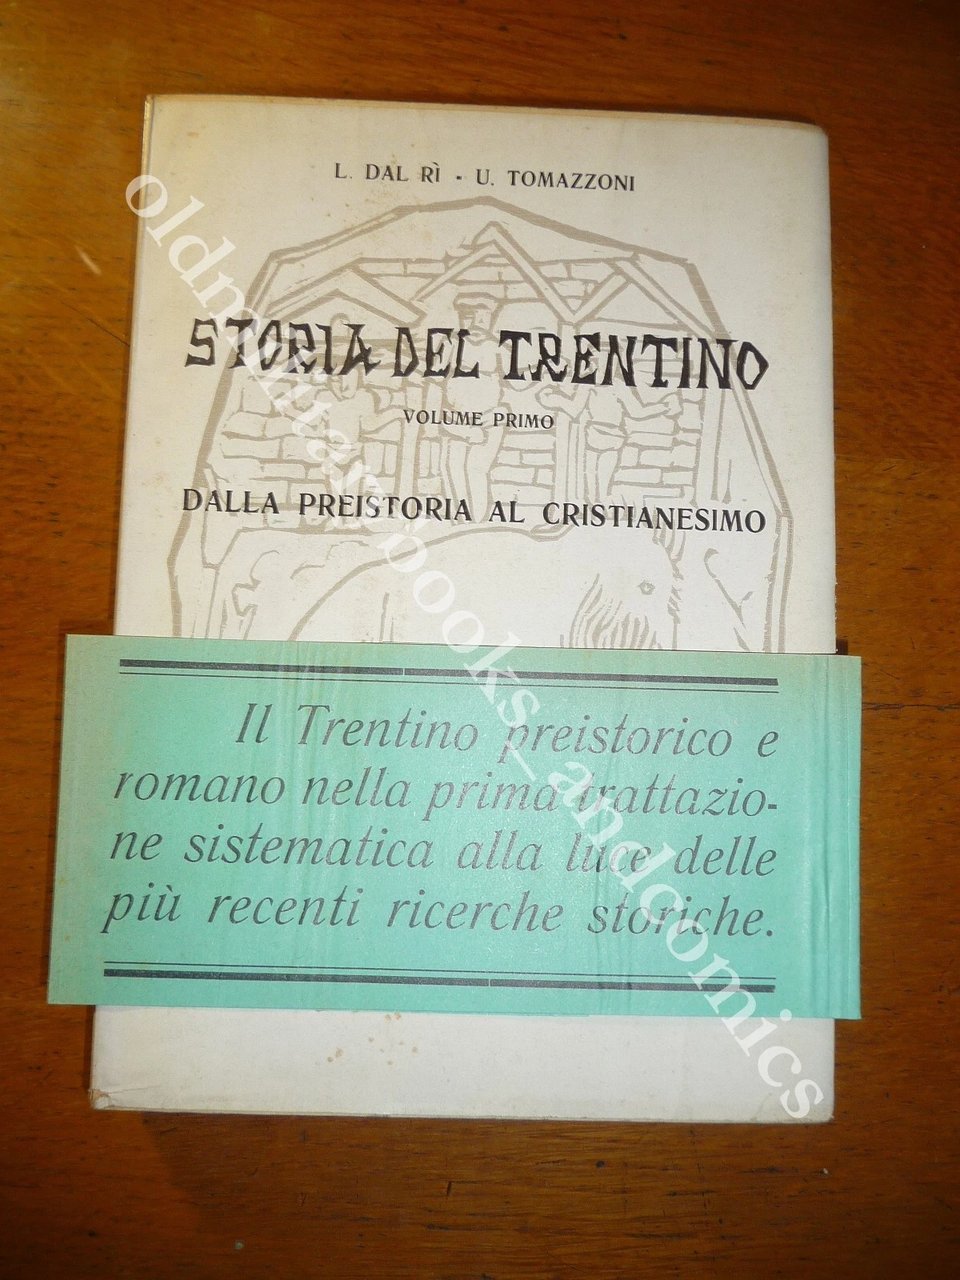 L. DAL RÌ - U. TOMAZZONI
STORIA DEL TRENTINO
VOLUME PRIMO
DALLA PREISTORIA AL CRISTIANESIMO
Il Trentino preistorico e
romano nella prima trattazio-
ne sistematica alla luce delle
più recenti ricerche storiche.
oldmilitarybooks_andcomics